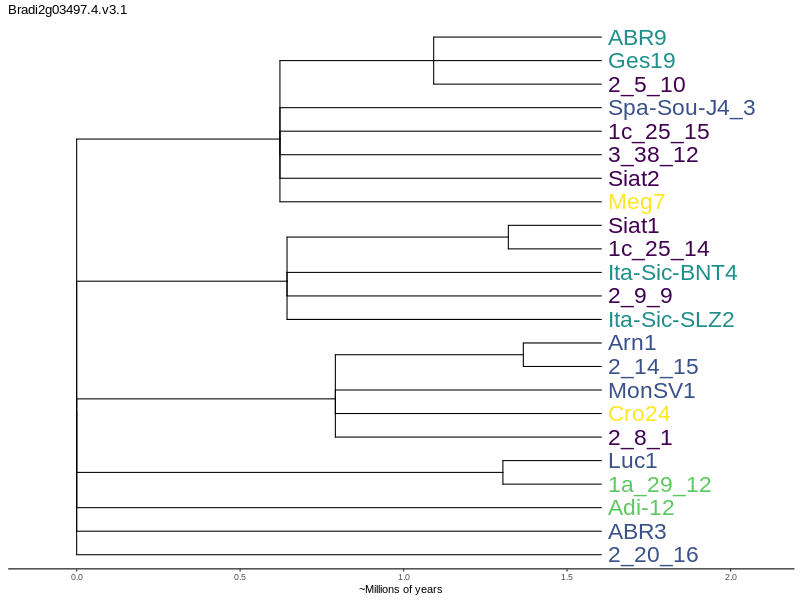 Bradi2g03497.4.v3.1
ABR9
Ges19
2_5_10
Spa-Sou-J4_3
1c_25_15
3_38_12
Siat2
Meg7
Siat1
1c_25_14
Ita-Sic-BNT4
2_9_9
Ita-Sic-SLZ2
Arn1
2_14_15
MonSV1
Cro24
2_8_1
Luc1
1a_29_12
Adi-12
ABR3
2_20_16
0.0 0.5 1.0 1.5 2.0
~Millions of years